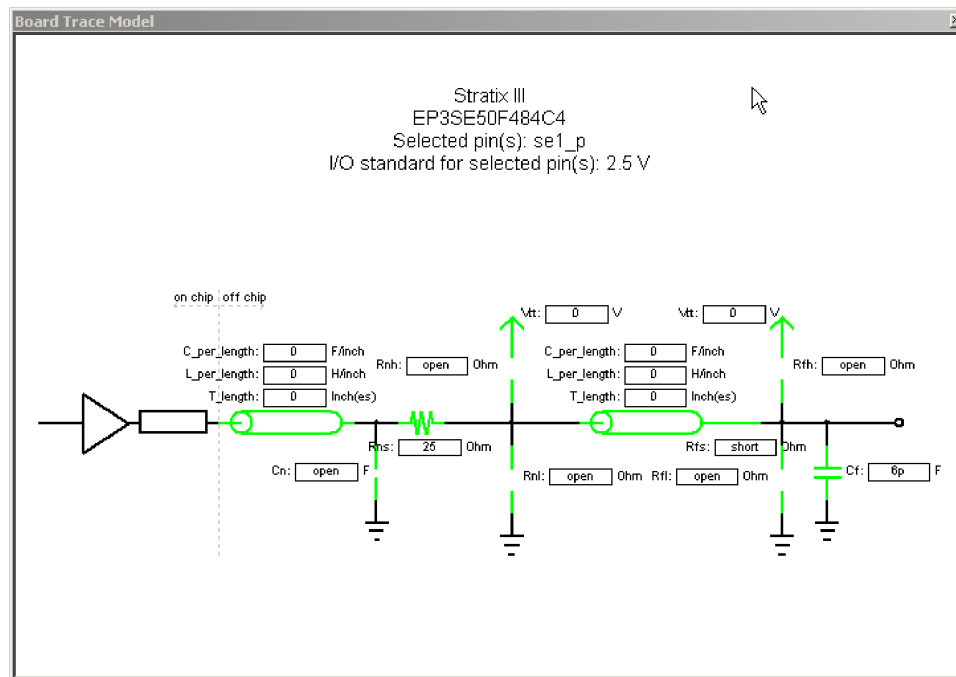 Board Trace Model
Stratix III
EP3SE50F484C4
Selected pin(s): se1_p
I/O standard for selected pin(s): 2.5 V
on chip off chip
Vtt: 0 V Vtt: 0 V
C_per_length: 0 F/inch C_per_length: 0 F/inch
Rnh: open Ohm Rfh: open Ohm
L_per_length: 0 H/inch L_per_length: 0 H/inch
T_length: 0 Inch(es) T_length: 0 Inch(es)
Rns: 25 Ohm Rfs: short Ohm
Cn: open F Rnl: open Ohm Rfl: open Ohm Cf: 6p F